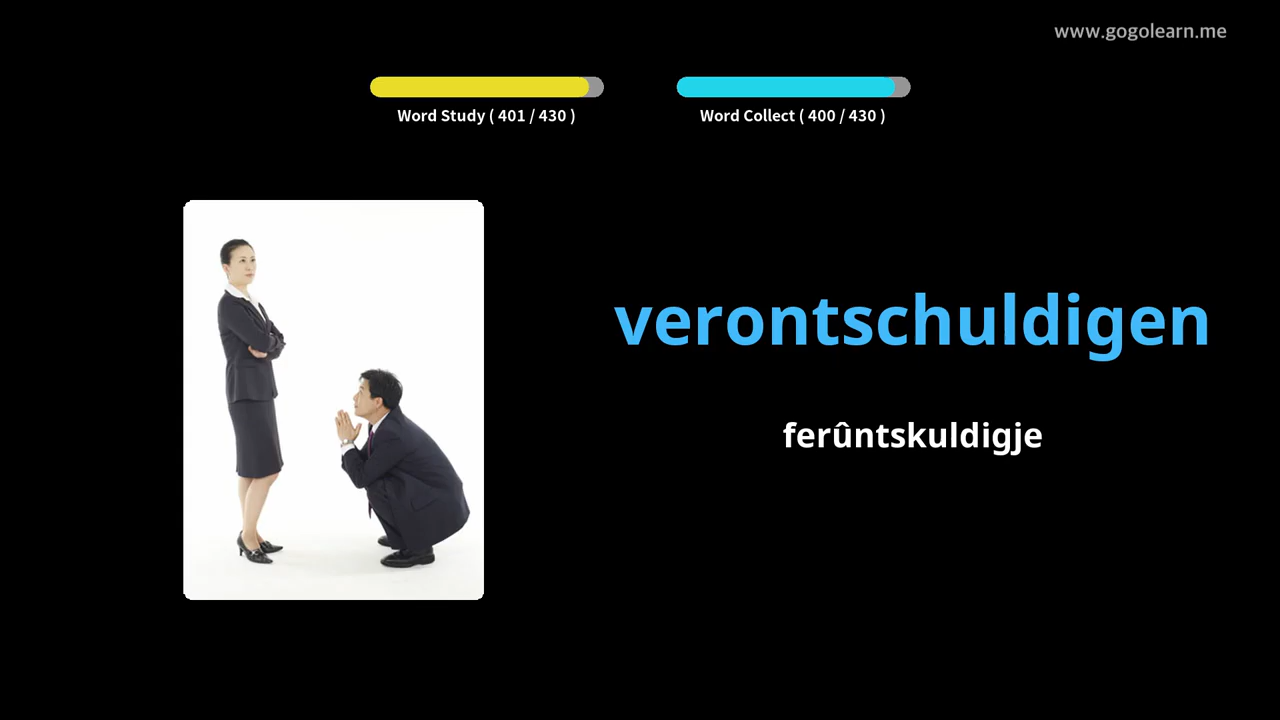 www.gogolearn.me
Word Study ( 401 / 430 )
Word Collect ( 400 / 430 )
verontschuldigen
ferûntskuldigje